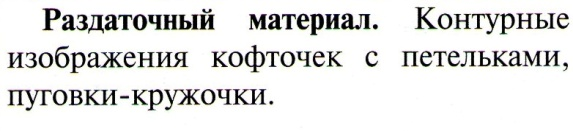 Раздаточный материал. Контурные
изображения кофточек с петельками,
пуговки-кружочки.